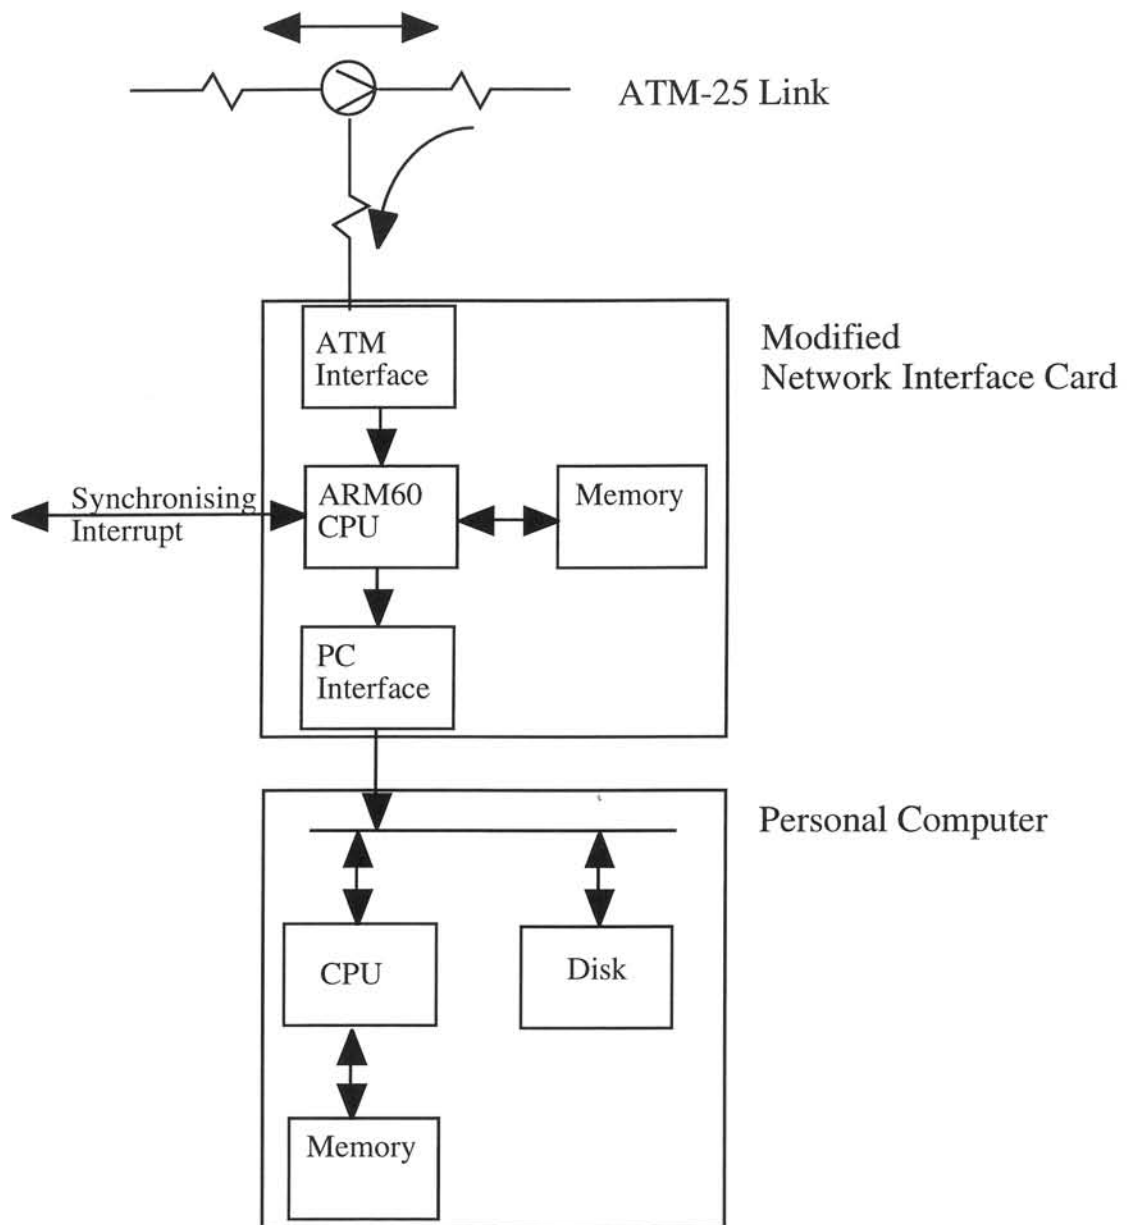 ATM-25 Link
ATM
Interface
Modified
Network Interface Card
Synchronising
Interrupt
ARM60
CPU
Memory
PC
Interface
Personal Computer
CPU
Disk
Memory